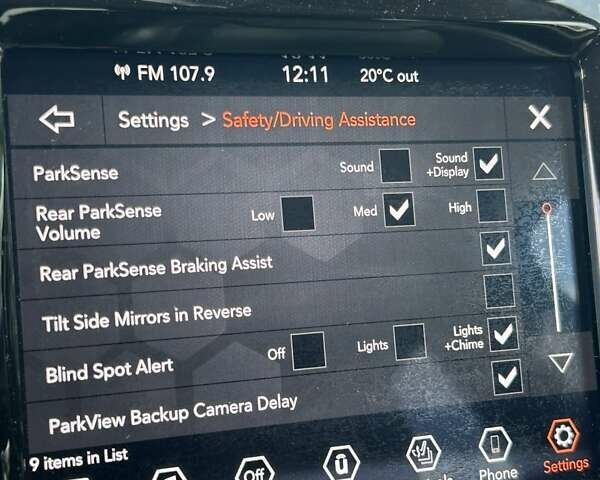 FM 107.9 12:11 20°C out
Settings > Safety/Driving Assistance
ParkSense Sound Sound
+Display
Rear ParkSense
Volume Low Med High
Rear ParkSense Braking Assist
Tilt Side Mirrors in Reverse
Blind Spot Alert Off Lights Lights
+Chime
ParkView Backup Camera Delay
9 items in List
Off Phone Settings